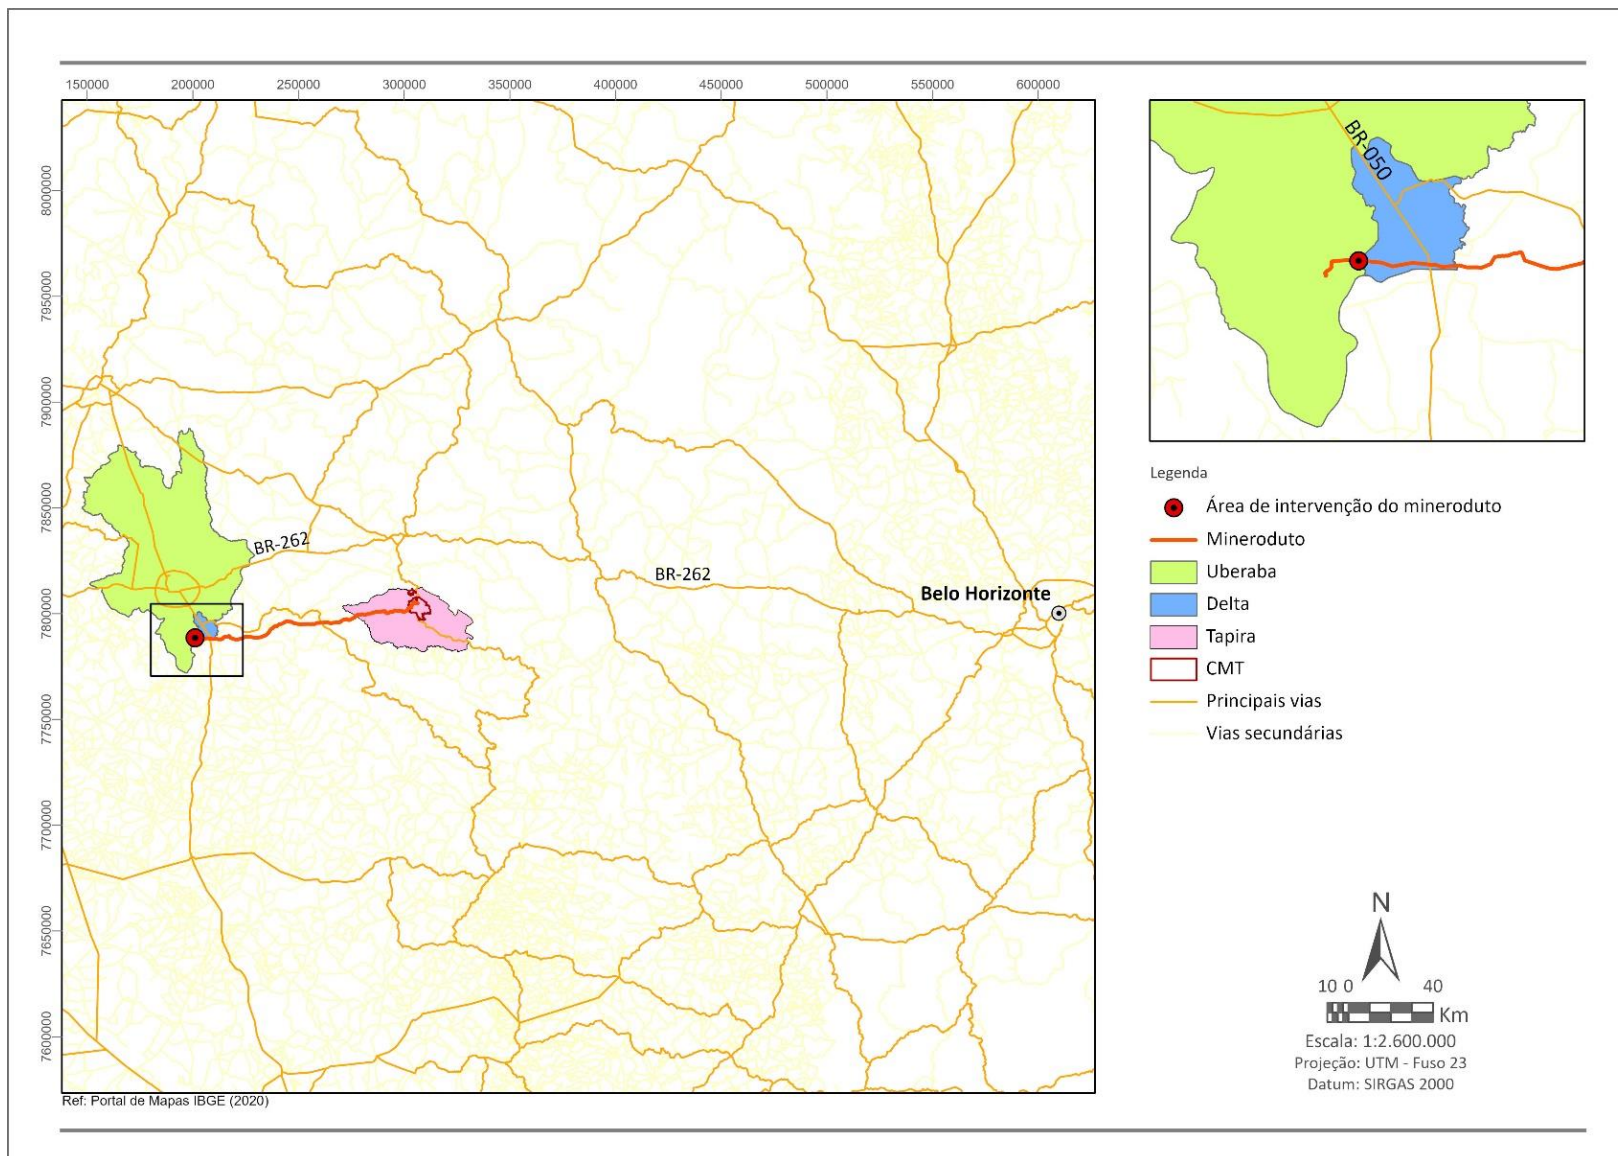 150000 200000 250000 300000 350000 400000 450000 500000 550000 600000
8000000
7950000
7900000
7850000
7800000
7750000
7700000
7650000
7600000
BR-262
BR-262
Belo Horizonte
Ref: Portal de Mapas IBGE (2020)
BR-050
Legenda
Área de intervenção do mineroduto
Mineroduto
Uberaba
Delta
Tapira
CMT
Principais vias
Vias secundárias
N
10 0 40
Km
Escala: 1:2.600.000
Projeção: UTM - Fuso 23
Datum: SIRGAS 2000